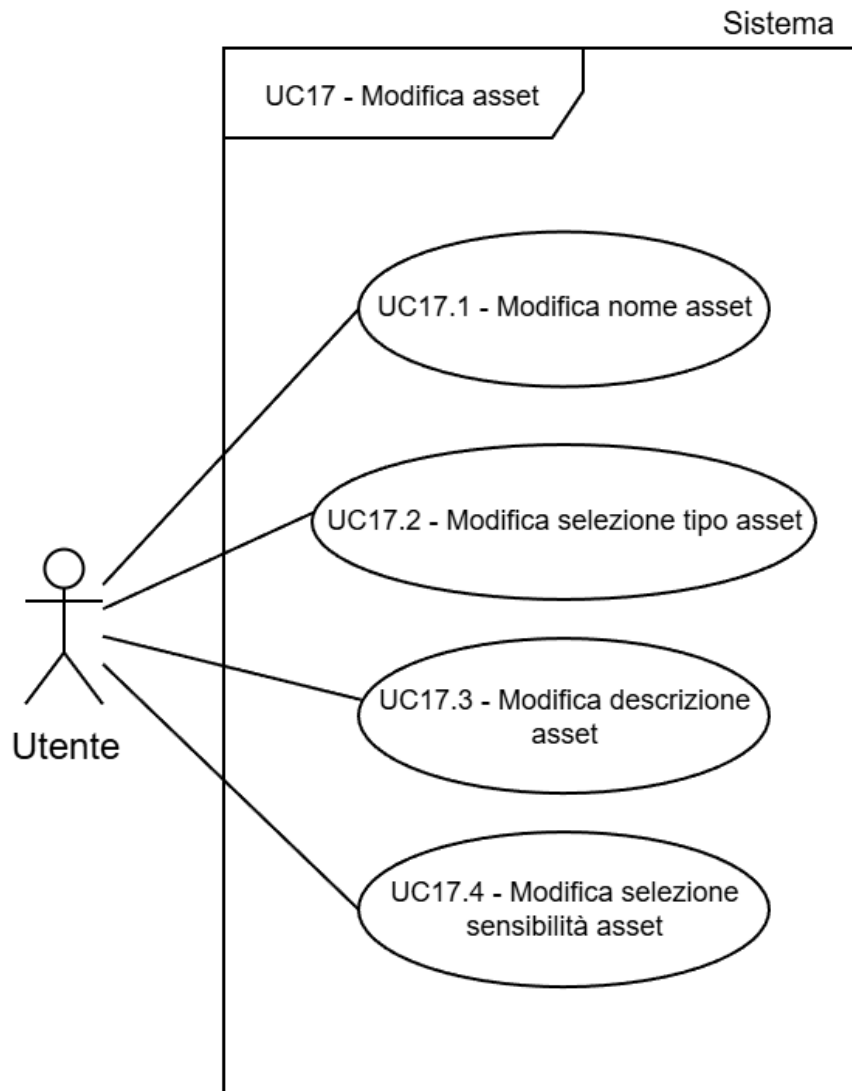 Sistema
UC17 - Modifica asset
UC17.1 - Modifica nome asset
UC17.2 - Modifica selezione tipo asset
UC17.3 - Modifica descrizione
asset
Utente
UC17.4 - Modifica selezione
sensibilità asset